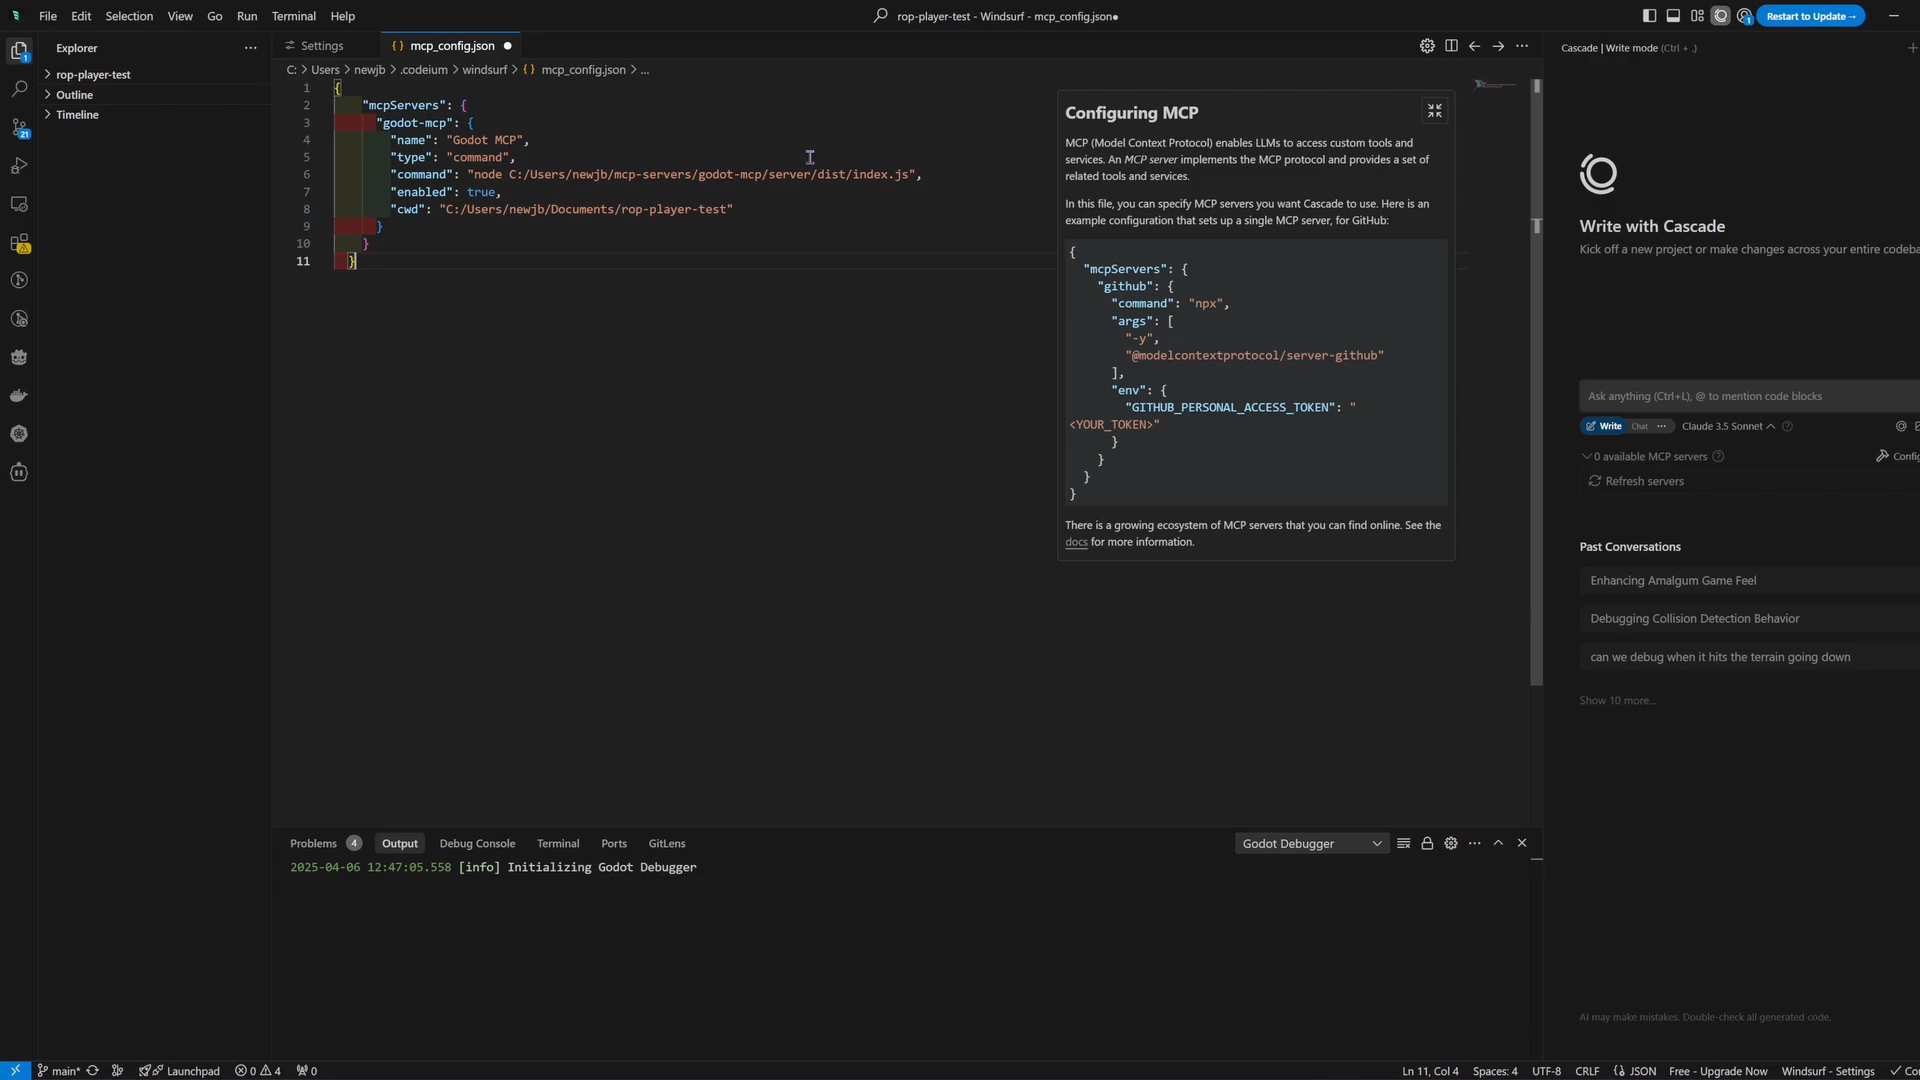 File Edit Selection View Go Run Terminal Help
rop-player-test - Windsurf - mcp_config.json●
1
Restart to Update→
Explorer
rop-player-test
Outline
Timeline
1
21
Settings
{} mcp_config.json
C: > Users > newjb > .codeium > windsurf > {} mcp_config.json > ...
1 {
2 "mcpServers": {
3 "godot-mcp": {
4 "name": "Godot MCP",
5 "type": "command",
6 "command": "node C:/Users/newjb/mcp-servers/godot-mcp/server/dist/index.js",
7 "enabled": true,
8 "cwd": "C:/Users/newjb/Documents/rop-player-test"
9 }
10 }
11 }
Configuring MCP
MCP (Model Context Protocol) enables LLMs to access custom tools and
services. An MCP server implements the MCP protocol and provides a set of
related tools and services.
In this file, you can specify MCP servers you want Cascade to use. Here is an
example configuration that sets up a single MCP server, for GitHub:
{
"mcpServers": {
"github": {
"command": "npx",
"args": [
"-y",
"@modelcontextprotocol/server-github"
],
"env": {
"GITHUB_PERSONAL_ACCESS_TOKEN": "
<YOUR_TOKEN>"
}
}
}
}
There is a growing ecosystem of MCP servers that you can find online. See the
docs for more information.
Cascade | Write mode (Ctrl + .)
Write with Cascade
Kick off a new project or make changes across your entire codeba
Ask anything (Ctrl+L), @ to mention code blocks
Write Chat ··· Claude 3.5 Sonnet
0 available MCP servers
Config
Refresh servers
Past Conversations
Enhancing Amalgum Game Feel
Debugging Collision Detection Behavior
can we debug when it hits the terrain going down
Show 10 more...
AI may make mistakes. Double-check all generated code.
Problems 4 Output Debug Console Terminal Ports GitLens
Godot Debugger
2025-04-06 12:47:05.558 [info] Initializing Godot Debugger
main* Launchpad 0 4 0
Ln 11, Col 4 Spaces: 4 UTF-8 CRLF {} JSON Free - Upgrade Now Windsurf - Settings Co